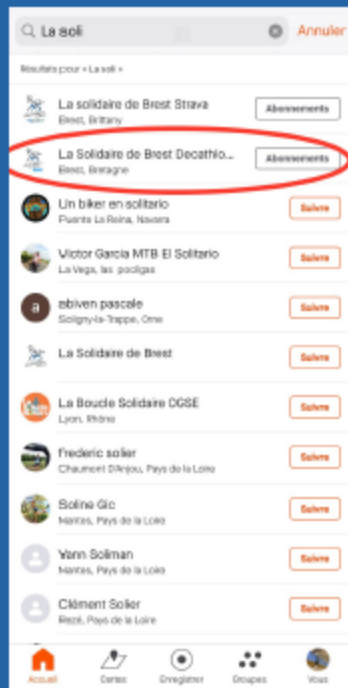 La soli
Annuler
Résultats pour « La soli »
La solidaire de Brest Strava
Brest, Brittany
Abonnements
La Solidaire de Brest Decathlo...
Brest, Bretagne
Abonnements
Un biker en solitario
Puente La Reina, Navarra
Suivre
Victor Garcia MTB El Solitario
La Vega, las pocilgas
Suivre
a
abiven pascale
Soligny-la-Trappe, Orne
Suivre
La Solidaire de Brest
Suivre
La Boucle Solidaire DGSE
Lyon, Rhône
Suivre
Frederic solier
Chaumont D'Anjou, Pays de la Loire
Suivre
Soline Gic
Nantes, Pays de la Loire
Suivre
Yann Soliman
Nantes, Pays de la Loire
Suivre
Clément Solier
Rezé, Pays de la Loire
Suivre
Accueil
Cartes
Enregistrer
Groupes
Vous